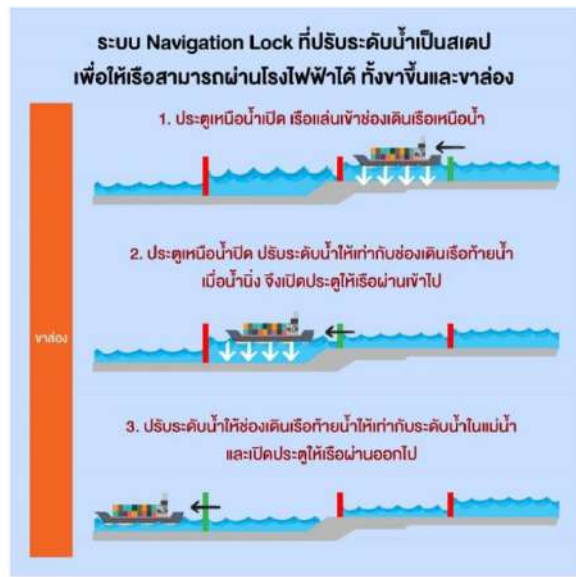 ระบบ Navigation Lock ที่ปรับระดับน้ำเป็นสเตป
เพื่อให้เรือสามารถผ่านโรงไฟฟ้าได้ ทั้งขาขึ้นและขาล่อง
1. ประตูเหนือน้ำเปิด เรือแล่นเข้าช่องเดินเรือเหนือน้ำ
2. ประตูเหนือน้ำปิด ปรับระดับน้ำให้เท่ากับช่องเดินเรือท้ายน้ำ
เมื่อน้ำนิ่ง จึงเปิดประตูให้เรือผ่านเข้าไป
ขาล่อง
3. ปรับระดับน้ำให้ช่องเดินเรือท้ายน้ำให้เท่ากับระดับน้ำในแม่น้ำ
และเปิดประตูให้เรือผ่านออกไป